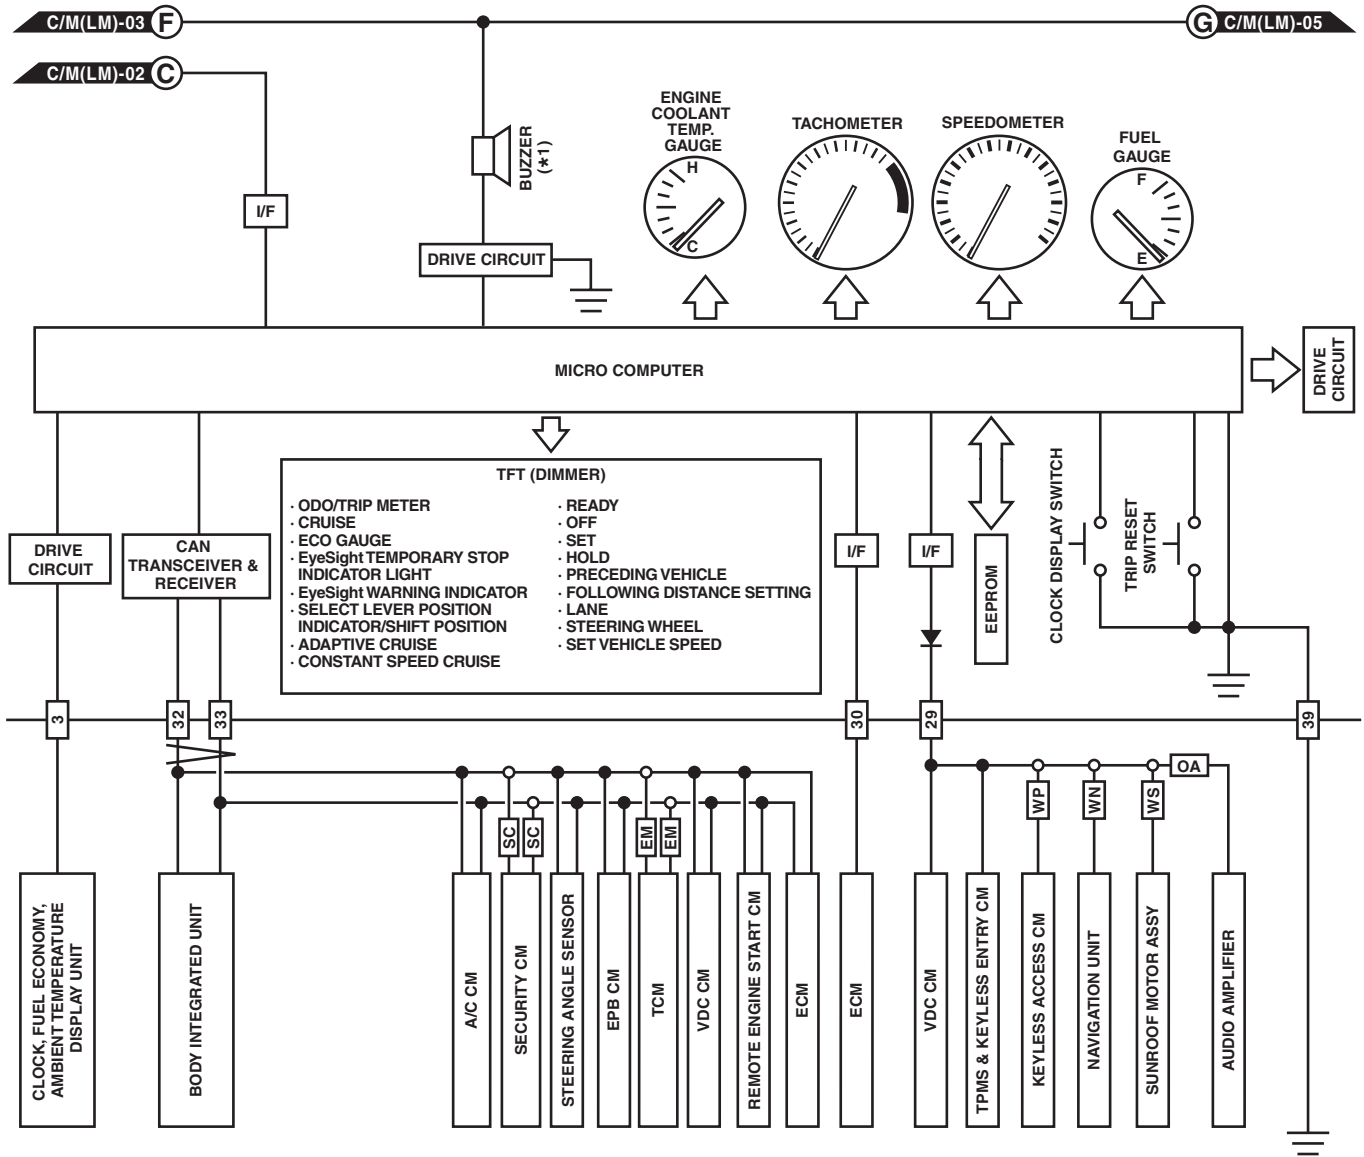 C/M(LM)-03 F
G C/M(LM)-05
C/M(LM)-02 C
ENGINE
COOLANT
TEMP.
GAUGE
TACHOMETER
SPEEDOMETER
FUEL
GAUGE
BUZZER
(*1)
H
C
F
E
I/F
DRIVE CIRCUIT
MICRO COMPUTER
DRIVE
CIRCUIT
TFT (DIMMER)
· ODO/TRIP METER
· CRUISE
· ECO GAUGE
· EyeSight TEMPORARY STOP
INDICATOR LIGHT
· EyeSight WARNING INDICATOR
· SELECT LEVER POSITION
INDICATOR/SHIFT POSITION
· ADAPTIVE CRUISE
· CONSTANT SPEED CRUISE
· READY
· OFF
· SET
· HOLD
· PRECEDING VEHICLE
· FOLLOWING DISTANCE SETTING
· LANE
· STEERING WHEEL
· SET VEHICLE SPEED
DRIVE
CIRCUIT
CAN
TRANSCEIVER &
RECEIVER
I/F
I/F
EEPROM
CLOCK DISPLAY SWITCH
TRIP RESET
SWITCH
3
32
33
30
29
39
OA
SC
SC
EM
EM
WP
WN
WS
CLOCK, FUEL ECONOMY,
AMBIENT TEMPERATURE
DISPLAY UNIT
BODY INTEGRATED UNIT
A/C CM
SECURITY CM
STEERING ANGLE SENSOR
EPB CM
TCM
VDC CM
REMOTE ENGINE START CM
ECM
ECM
VDC CM
TPMS & KEYLESS ENTRY CM
KEYLESS ACCESS CM
NAVIGATION UNIT
SUNROOF MOTOR ASSY
AUDIO AMPLIFIER